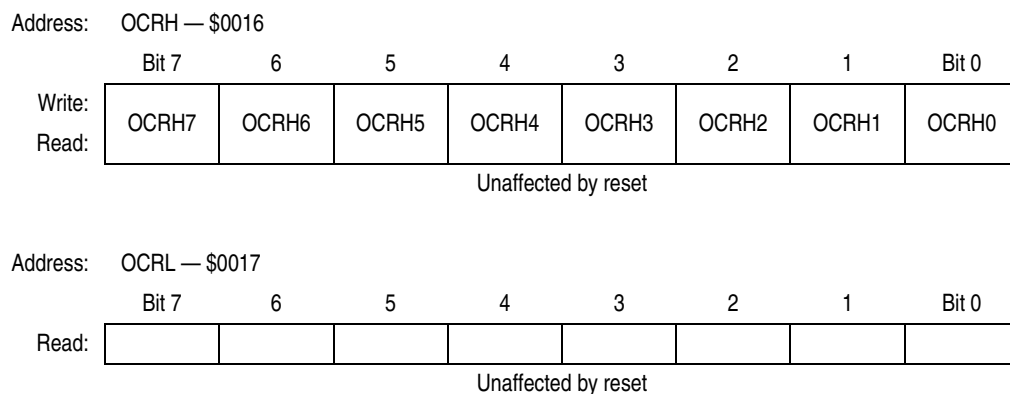 Address: OCRH — $0016
Bit 7 6 5 4 3 2 1 Bit 0
Write:
OCRH7 OCRH6 OCRH5 OCRH4 OCRH3 OCRH2 OCRH1 OCRH0
Read:
Unaffected by reset
Address: OCRL — $0017
Bit 7 6 5 4 3 2 1 Bit 0
Read:
Unaffected by reset